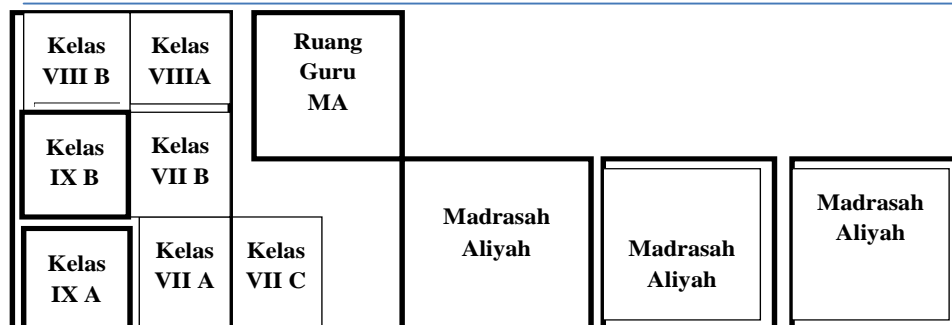 Kelas
VIII B
Kelas
VIIIA
Ruang
Guru
MA
Kelas
IX B
Kelas
VII B
Kelas
IX A
Kelas
VII A
Kelas
VII C
Madrasah
Aliyah
Madrasah
Aliyah
Madrasah
Aliyah